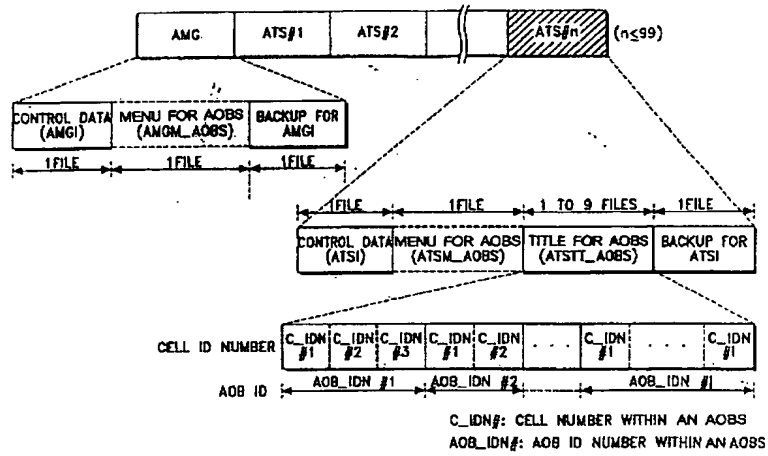 AMG ATS#1 ATS#2 ATS#n (n≤99)
CONTROL DATA (AMGI)
MENU FOR AOBS (AMGM_AOBS)
BACKUP FOR AMGI
1FILE 1FILE 1FILE
1FILE 1FILE 1 TO 9 FILES 1FILE
CONTROL DATA (ATSI)
MENU FOR AOBS (ATSM_AOBS)
TITLE FOR AOBS (ATSTT_AOBS)
BACKUP FOR ATSI
CELL ID NUMBER
C_IDN #1
C_IDN #2
C_IDN #3
C_IDN #1
C_IDN #2
. . .
C_IDN #1
. . .
C_IDN #I
AOB ID AOB_IDN #1 AOB_IDN #2 AOB_IDN #I
C_IDN#: CELL NUMBER WITHIN AN AOBS
AOB_IDN#: AOB ID NUMBER WITHIN AN AOBS